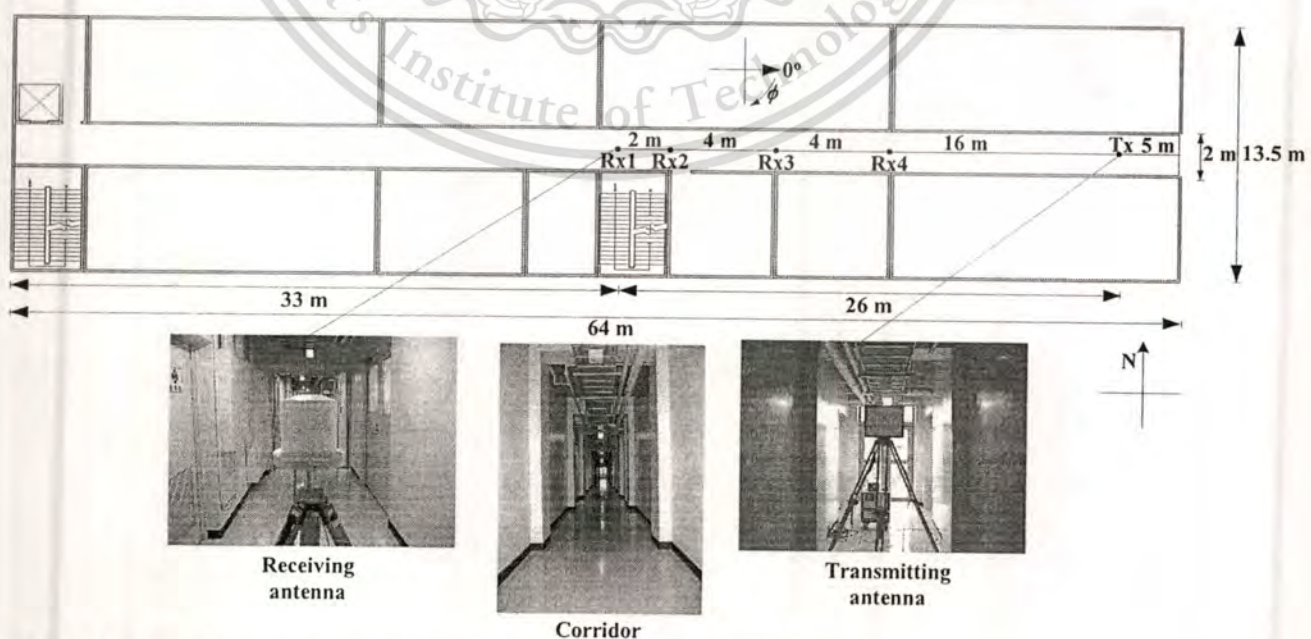 's Institute of Technolo
0°
ϕ
2 m 4 m 4 m 16 m Tx 5 m
Rx1 Rx2 Rx3 Rx4
2 m 13.5 m
33 m 26 m
64 m
N
Receiving
antenna
Corridor
Transmitting
antenna